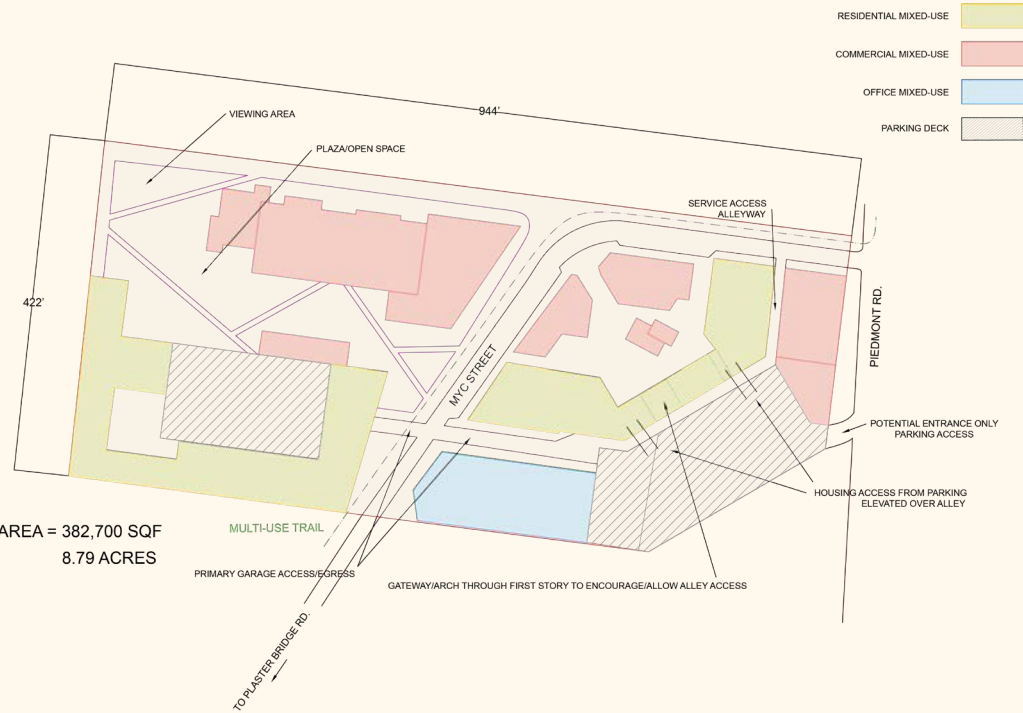 RESIDENTIAL MIXED-USE
COMMERCIAL MIXED-USE
OFFICE MIXED-USE
PARKING DECK
944'
VIEWING AREA
PLAZA/OPEN SPACE
SERVICE ACCESS
ALLEYWAY
422'
PIEDMONT RD.
MYC STREET
POTENTIAL ENTRANCE ONLY
PARKING ACCESS
HOUSING ACCESS FROM PARKING
ELEVATED OVER ALLEY
AREA = 382,700 SQF
8.79 ACRES
MULTI-USE TRAIL
PRIMARY GARAGE ACCESS/EGRESS
GATEWAY/ARCH THROUGH FIRST STORY TO ENCOURAGE/ALLOW ALLEY ACCESS
TO PLASTER BRIDGE RD.